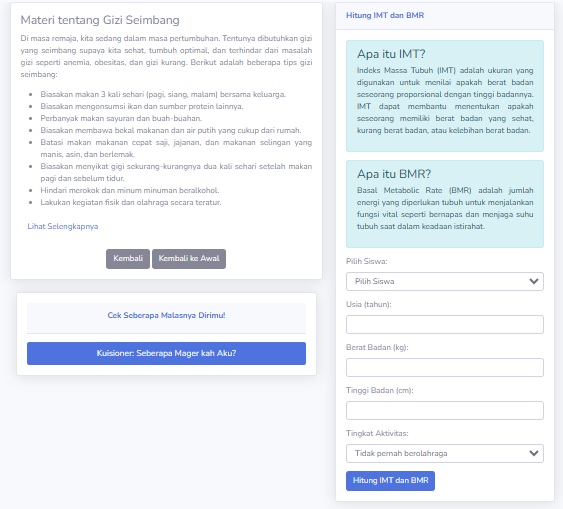 Materi tentang Gizi Seimbang
Di masa remaja, kita sedang dalam masa pertumbuhan. Tentunya dibutuhkan gizi
yang seimbang supaya kita sehat, tumbuh optimal, dan terhindar dari masalah
gizi seperti anemia, obesitas, dan gizi kurang. Berikut adalah beberapa tips gizi
seimbang:
Biasakan makan 3 kali sehari (pagi, siang, malam) bersama keluarga.
Biasakan mengonsumsi ikan dan sumber protein lainnya.
Perbanyak makan sayuran dan buah-buahan.
Biasakan membawa bekal makanan dan air putih yang cukup dari rumah.
Batasi makan makanan cepat saji, jajanan, dan makanan selingan yang
manis, asin, dan berlemak.
Biasakan menyikat gigi sekurang-kurangnya dua kali sehari setelah makan
pagi dan sebelum tidur.
Hindari merokok dan minum minuman beralkohol.
Lakukan kegiatan fisik dan olahraga secara teratur.
Lihat Selengkapnya
Kembali
Kembali ke Awal
Cek Seberapa Malasnya Dirimu!
Kuisioner: Seberapa Mager kah Aku?
Hitung IMT dan BMR
Apa itu IMT?
Indeks Massa Tubuh (IMT) adalah ukuran yang
digunakan untuk menilai apakah berat badan
seseorang proporsional dengan tinggi badannya.
IMT dapat membantu menentukan apakah
seseorang memiliki berat badan yang sehat,
kurang berat badan, atau kelebihan berat badan.
Apa itu BMR?
Basal Metabolic Rate (BMR) adalah jumlah
energi yang diperlukan tubuh untuk menjalankan
fungsi vital seperti bernapas dan menjaga suhu
tubuh saat dalam keadaan istirahat.
Pilih Siswa:
Pilih Siswa
Usia (tahun):
Berat Badan (kg):
Tinggi Badan (cm):
Tingkat Aktivitas:
Tidak pernah berolahraga
Hitung IMT dan BMR